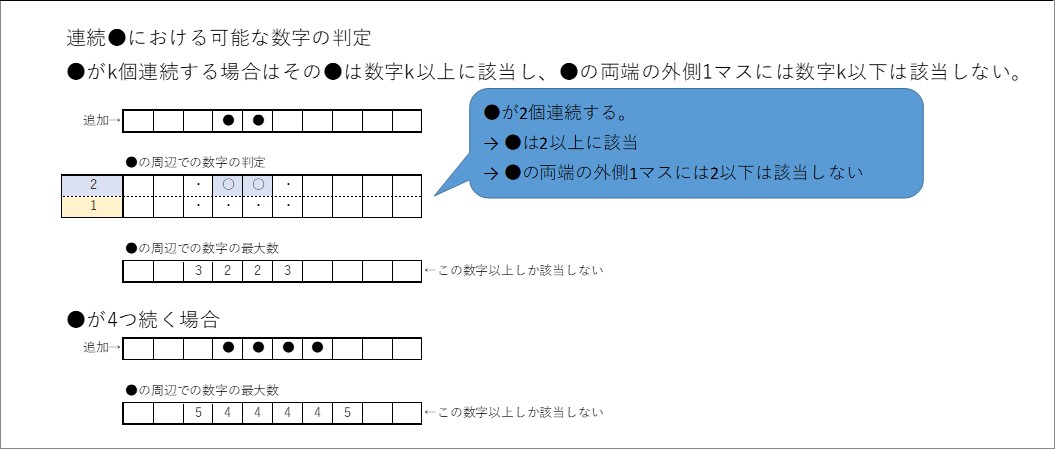 連続●における可能な数字の判定
●がk個連続する場合はその●は数字k以上に該当し、●の両端の外側1マスには数字k以下は該当しない。
●が2個連続する。
→ ●は2以上に該当
→ ●の両端の外側1マスには2以下は該当しない
追加→ ● ●
●の周辺での数字の判定
2 ・ ○ ○ ・
1 ・ ・ ・ ・
●の周辺での数字の最大数
3 2 2 3 ←この数字以上しか該当しない
●が4つ続く場合
追加→ ● ● ● ●
●の周辺での数字の最大数
5 4 4 4 4 5 ←この数字以上しか該当しない